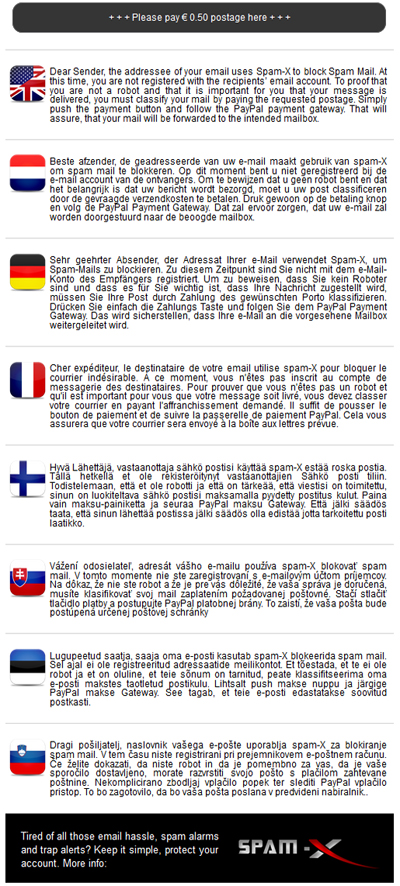 + + + Please pay € 0.50 postage here + + +
Dear Sender, the addressee of your email uses Spam-X to block Spam Mail. At
this time, you are not registered with the recipients' email account. To proof that
you are not a robot and that it is important for you that your message is
delivered, you must classify your mail by paying the requested postage. Simply
push the payment button and follow the PayPal payment gateway. That will
assure, that your mail will be forwarded to the intended mailbox.
Beste afzender, de geadresseerde van uw e-mail maakt gebruik van spam-X
om spam mail te blokkeren. Op dit moment bent u niet geregistreerd bij de
e-mail account van de ontvangers. Om te bewijzen dat u geen robot bent en dat
het belangrijk is dat uw bericht wordt bezorgd, moet u uw post classificeren
door de gevraagde verzendkosten te betalen. Druk gewoon op de betaling knop
en volg de PayPal Payment Gateway. Dat zal ervoor zorgen, dat uw e-mail zal
worden doorgestuurd naar de beoogde mailbox.
Sehr geehrter Absender, der Adressat Ihrer e-Mail verwendet Spam-X, um
Spam-Mails zu blockieren. Zu diesem Zeitpunkt sind Sie nicht mit dem e-Mail-
Konto des Empfängers registriert. Um zu beweisen, dass Sie kein Roboter
sind und dass es für Sie wichtig ist, dass Ihre Nachricht zugestellt wird,
müssen Sie Ihre Post durch Zahlung des gewünschten Porto klassifizieren.
Drücken Sie einfach die Zahlungs Taste und folgen Sie dem PayPal Payment
Gateway. Das wird sicherstellen, dass Ihre e-Mail an die vorgesehene Mailbox
weitergeleitet wird.
Cher expéditeur, le destinataire de votre email utilise spam-X pour bloquer le
courrier indésirable. À ce moment, vous n'êtes pas inscrit au compte de
messagerie des destinataires. Pour prouver que vous n'êtes pas un robot et
qu'il est important pour vous que votre message soit livré, vous devez classer
votre courrier en payant l'affranchissement demandé. Il suffit de pousser le
bouton de paiement et de suivre la passerelle de paiement PayPal. Cela vous
assurera que votre courrier sera envoyé à la boîte aux lettres prévue.
Hyvä Lähettäjä, vastaanottaja sähkö postisi käyttää spam-X estää roska postia.
Tällä hetkellä et ole rekisteröitynyt vastaanottajien Sähkö posti tiliin.
Todistelemaan, että et ole robotti ja että on tärkeää, että viestisi on toimitettu,
sinun on luokiteltava sähkö postisi maksamalla pyydetty postitus kulut. Paina
vain maksu-painiketta ja seuraa PayPal maksu Gateway. Että jälki säädös
taata, että sinun lähettää postissa jälki säädös olla edistää jotta tarkoitettu posti
laatikko.
Vážení odosielateľ, adresát vášho e-mailu používa spam-X blokovať spam
mail. V tomto momente nie ste zaregistrovaní s e-mailovým účtom príjemcov.
Na dôkaz, že nie ste robot a že je pre vás dôležité, že vaša správa je doručená,
musíte klasifikovať svoj mail zaplatením požadovanej poštovné. Stačí stlačiť
tlačidlo platby a postupujte PayPal platobnej brány. To zaistí, že vaša pošta bude
postúpená určenej poštovej schránky
Lugupeetud saatja, saaja oma e-posti kasutab spam-X blokeerida spam mail.
Sel ajal ei ole registreeritud adressaatide meilikontot. Et tõestada, et te ei ole
robot ja et on oluline, et teie sõnum on tarnitud, peate klassifitseerima oma
e-posti makstes taotletud postikulu. Lihtsalt push makse nuppu ja järgige
PayPal makse Gateway. See tagab, et teie e-posti edastatakse soovitud
postkasti.
Dragi pošiljatelj, naslovnik vašega e-pošte uporablja spam-X za blokiranje
spam mail. V tem času niste registrirani pri prejemnikovem e-poštnem računu.
Če želite dokazati, da niste robot in da je pomembno za vas, da je vaše
sporočilo dostavljeno, morate razvrstiti svojo pošto s plačilom zahtevane
poštnine. Nekomplicirano zbodljaj vplačilo popek ter slediti PayPal vplačilo
pristop. To bo zagotovilo, da bo vaša pošta poslana v predvideni nabiralnik..
Tired of all those email hassle, spam alarms
and trap alerts? Keep it simple, protect your
account. More info:
SPAM-X